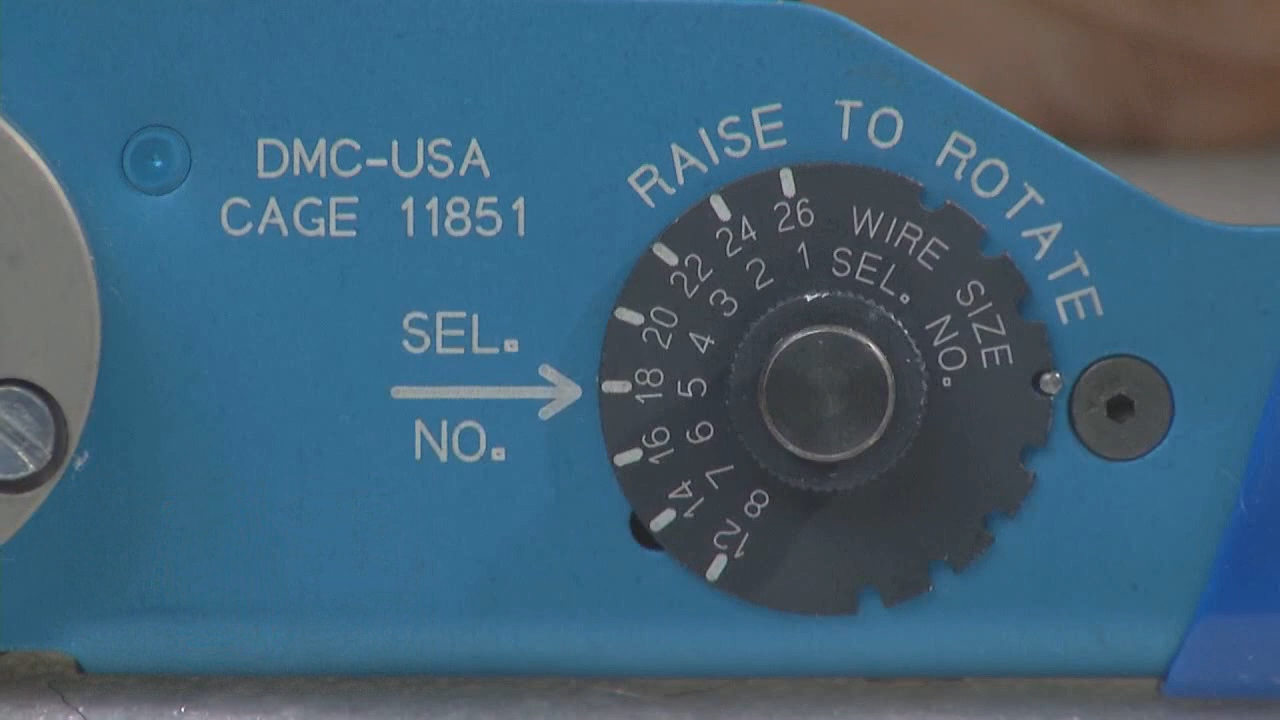 DMC-USA
CAGE 11851
SEL.
NO.
RAISE TO ROTATE
WIRE SIZE
26 24 22 20 18 16 14 12
SEL. NO.
1 2 3 4 5 6 7 8